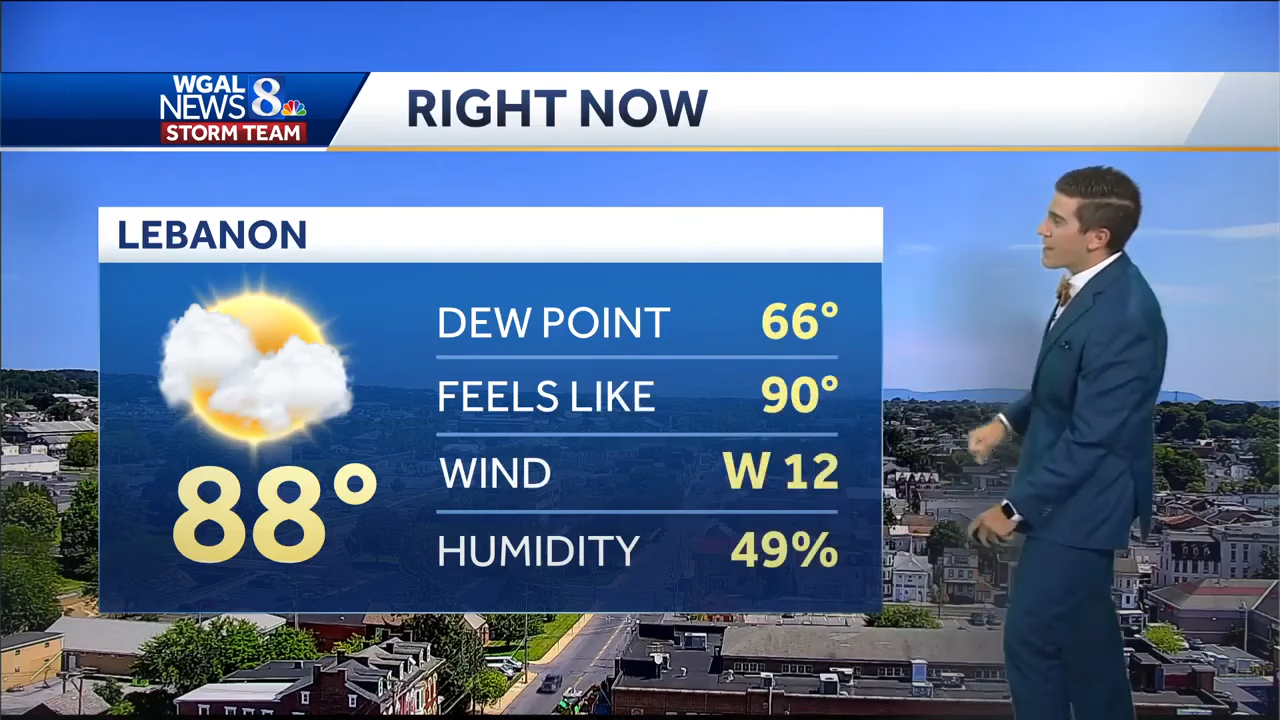 WGAL
NEWS 8
STORM TEAM
RIGHT NOW
LEBANON
88°
DEW POINT 66°
FEELS LIKE 90°
WIND W 12
HUMIDITY 49%